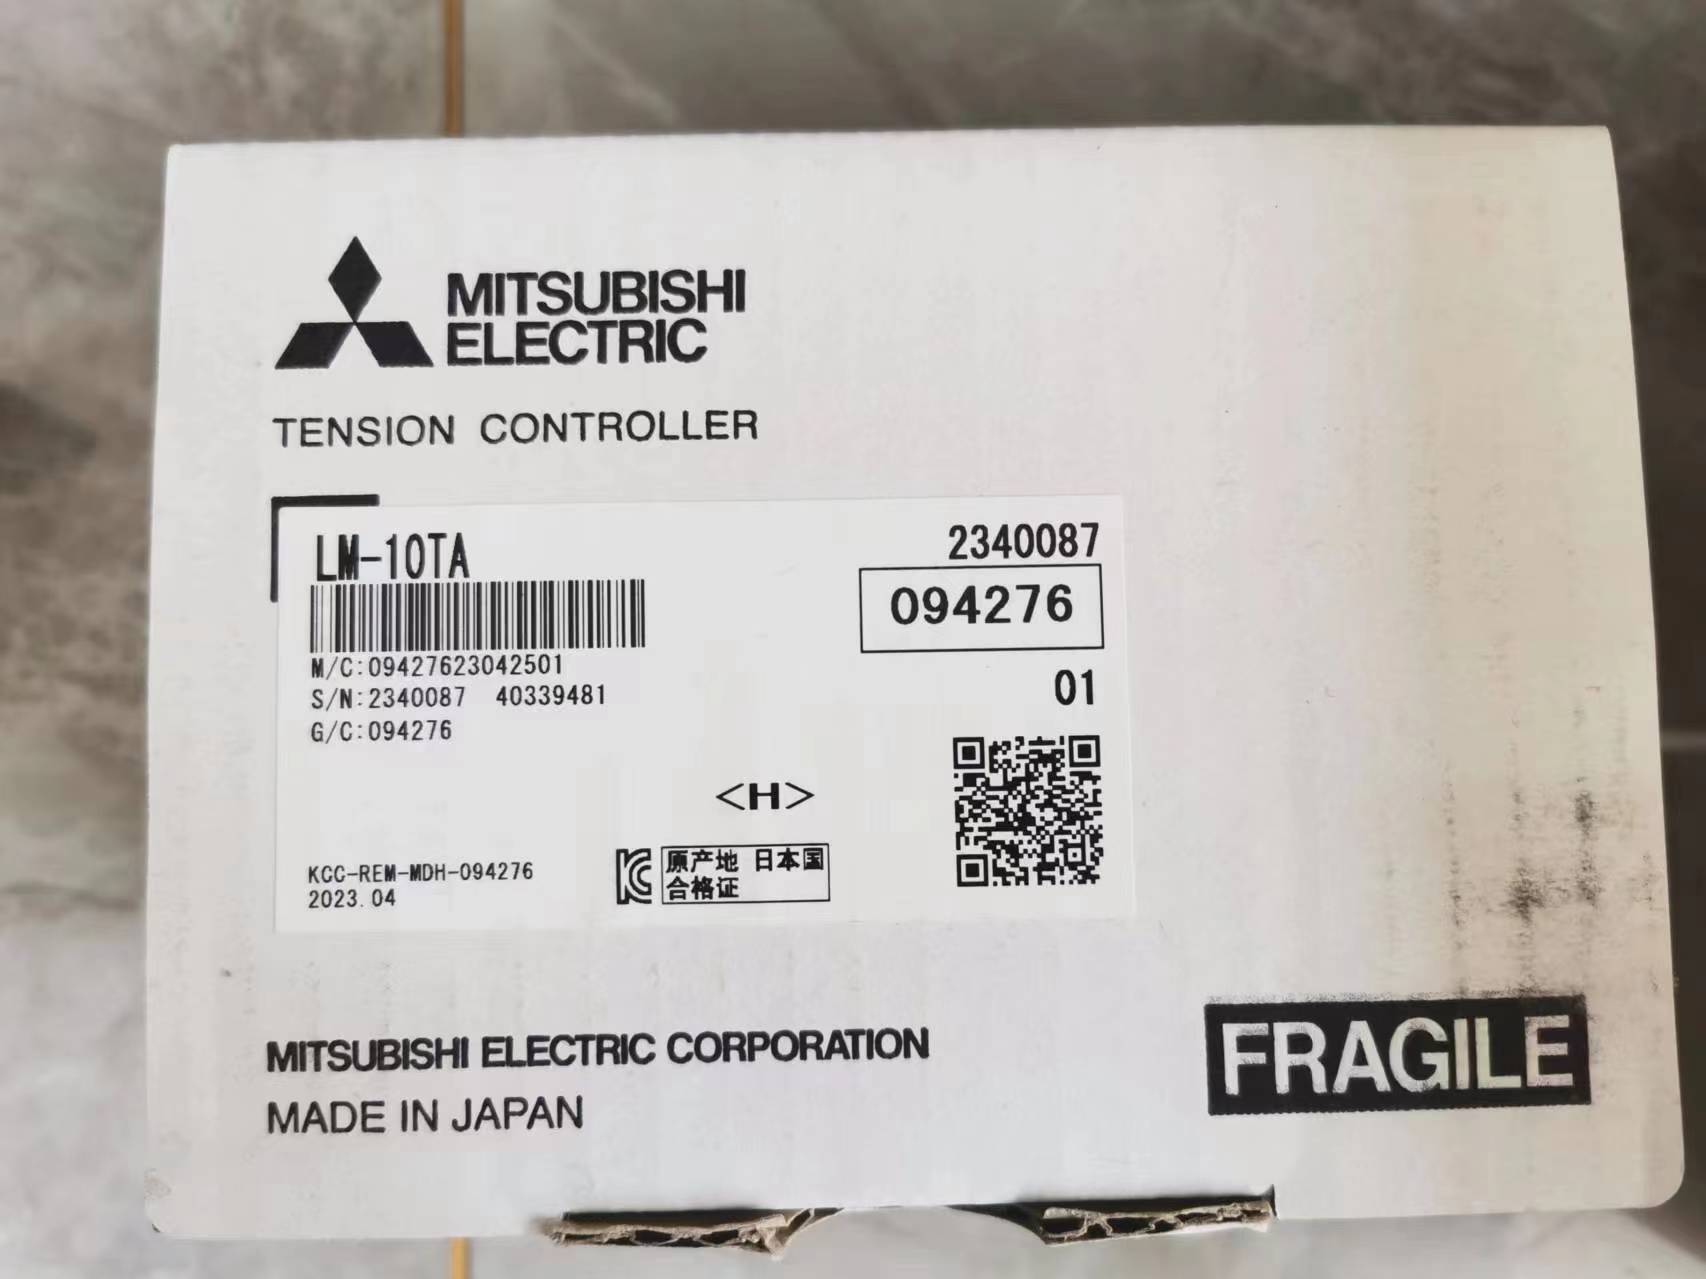 MITSUBISHI
ELECTRIC
TENSION CONTROLLER
LM-10TA
2340087
094276
M/C:09427623042501
S/N:2340087 40339481
01
G/C:094276
<H>
KCC-REM-MDH-094276
2023.04
原产地 日本国
合格证
MITSUBISHI ELECTRIC CORPORATION
MADE IN JAPAN
FRAGILE